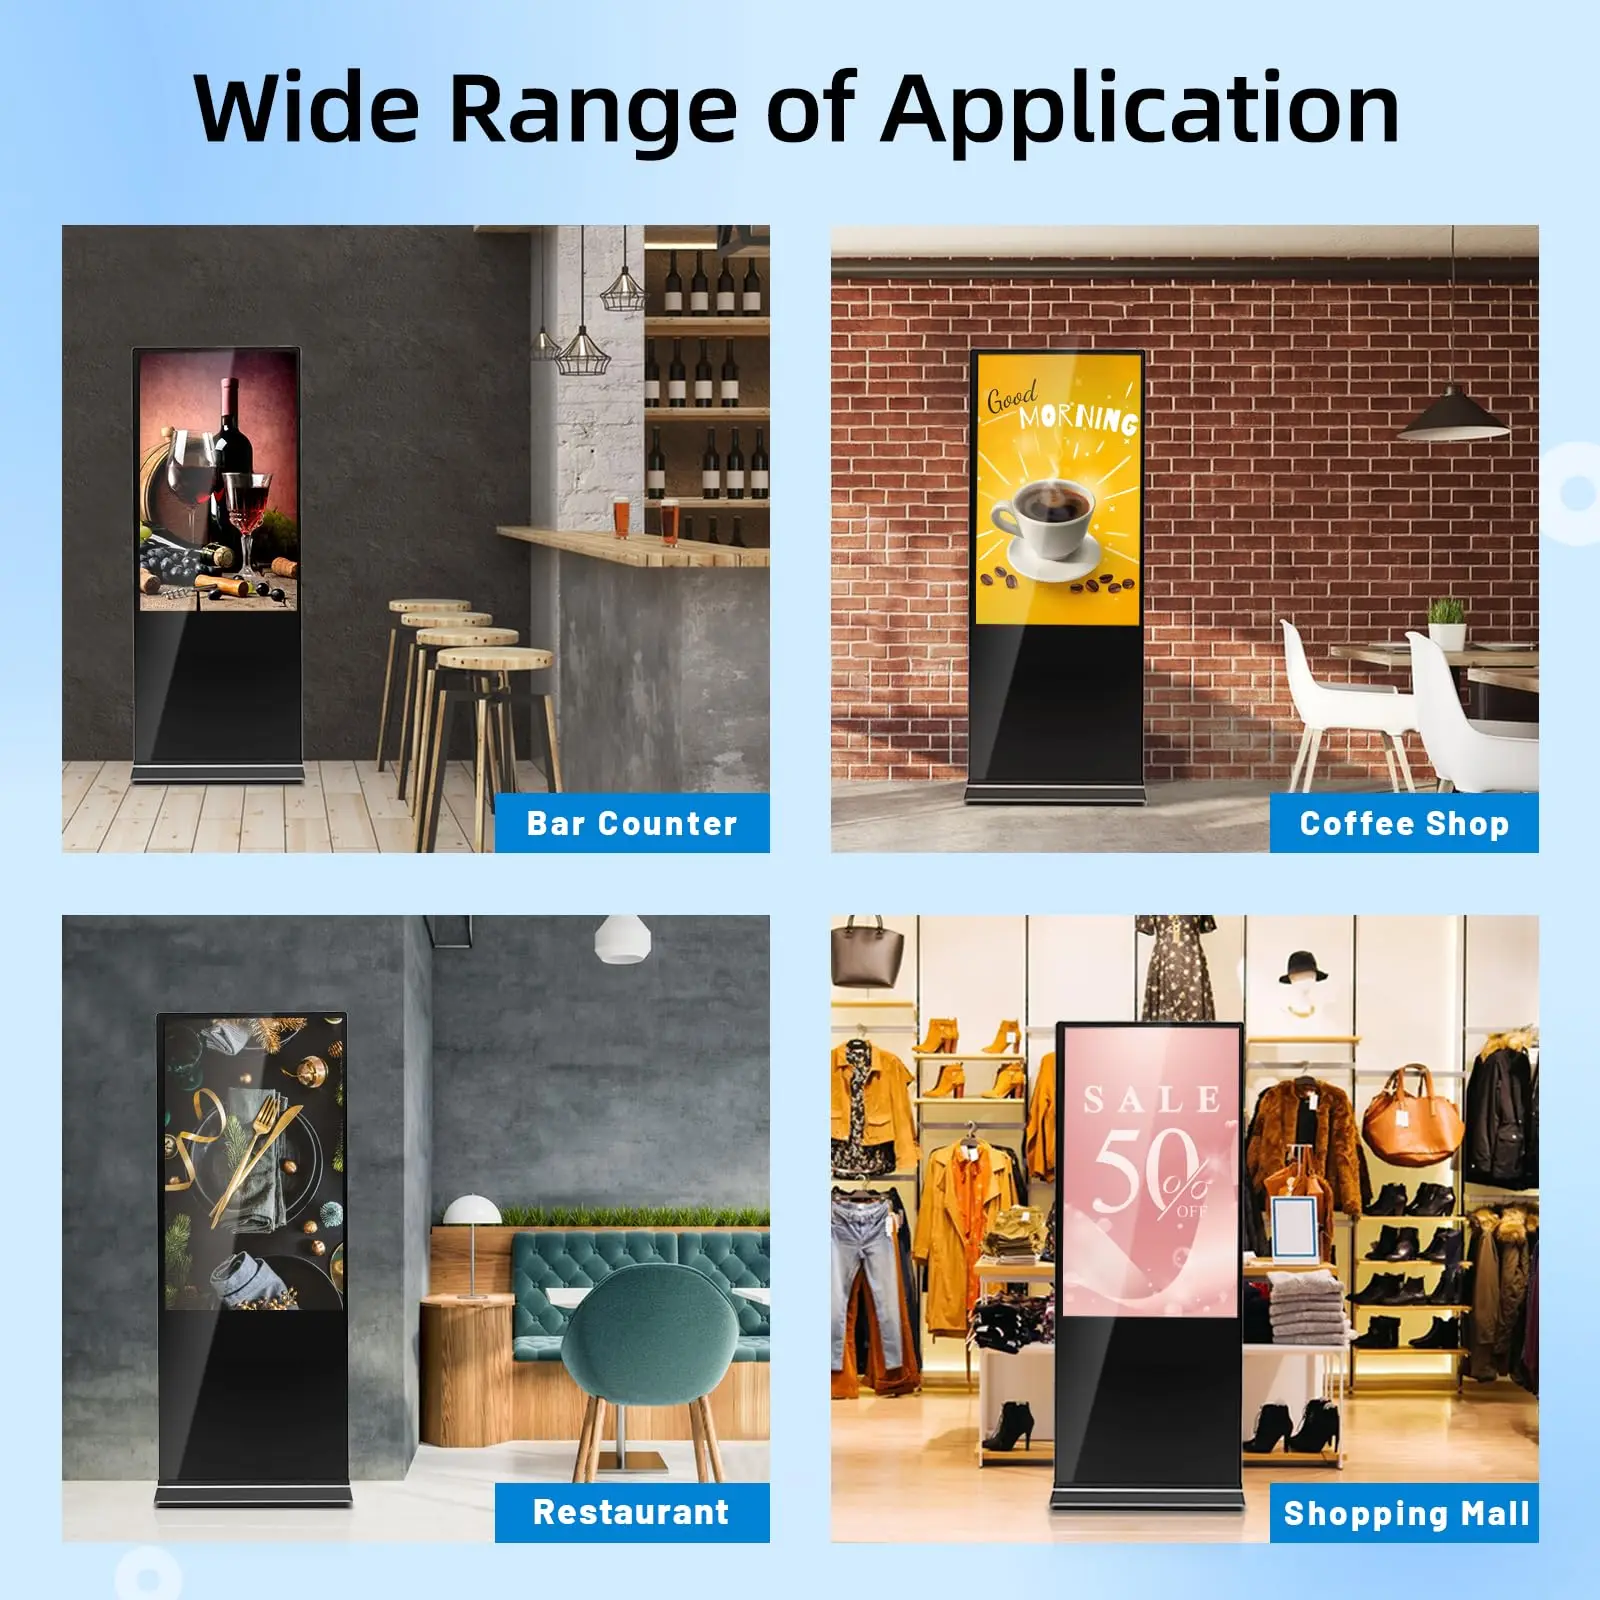 Wide Range of Application
Good
MORNING
Bar Counter
Coffee Shop
SALE
50%
OFF
Restaurant
Shopping Mall